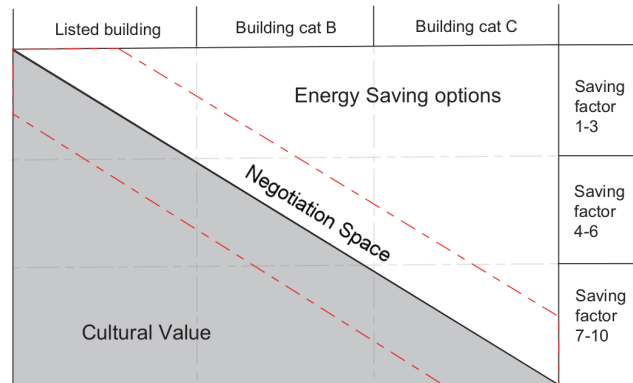 Listed building
Building cat B
Building cat C
Energy Saving options
Saving
factor
1-3
Negotiation Space
Saving
factor
4-6
Saving
factor
7-10
Cultural Value